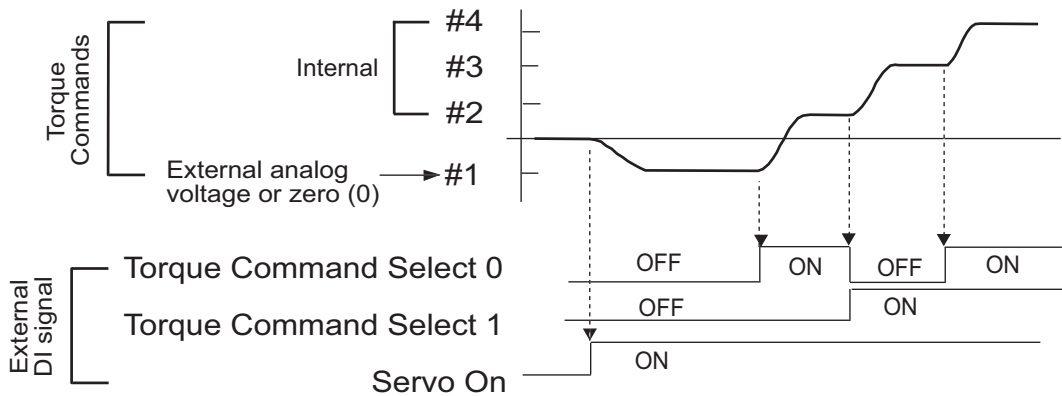 Torque
Commands
Internal
#4
#3
#2
External analog
voltage or zero (0)
#1
External
DI signal
Torque Command Select 0
OFF
ON
OFF
ON
Torque Command Select 1
OFF
ON
Servo On
ON